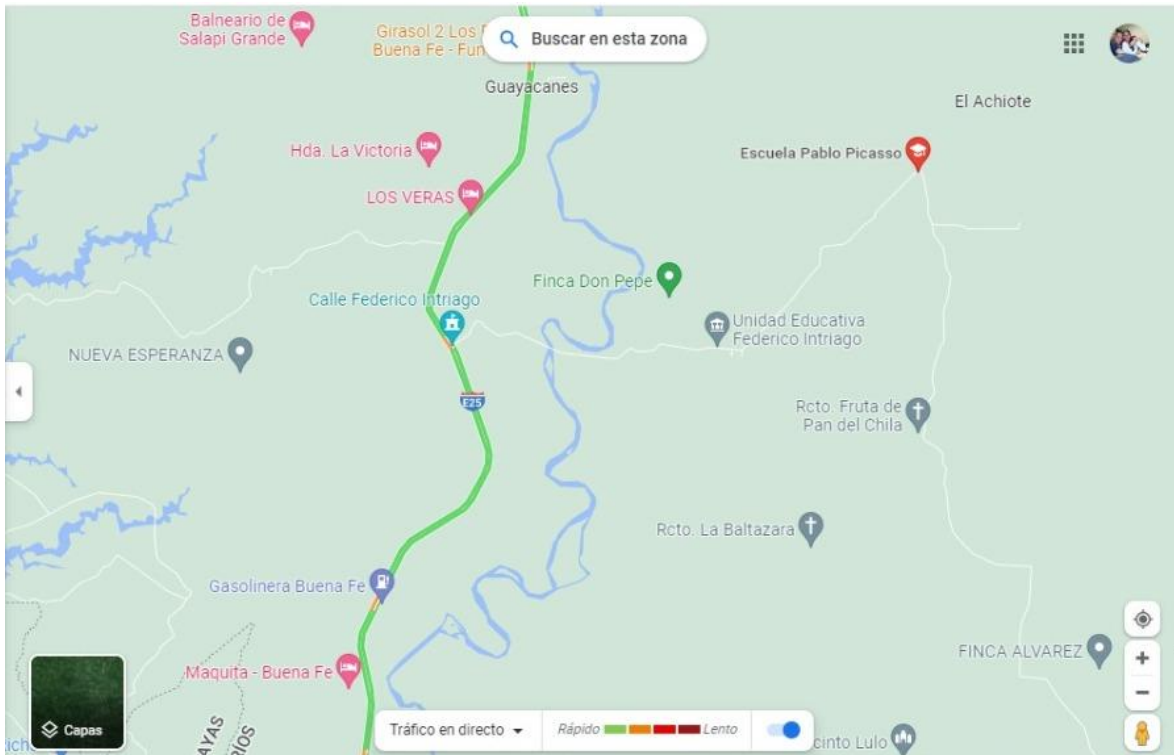 Balneario de
Salapi Grande
Girasol 2 Los
Buena Fe - Fun
Buscar en esta zona
Guayacanes
El Achiote
Hda. La Victoria
Escuela Pablo Picasso
LOS VERAS
Finca Don Pepe
Calle Federico Intriago
Unidad Educativa
Federico Intriago
NUEVA ESPERANZA
E25
Rcto. Fruta de
Pan del Chila
Rcto. La Baltazara
Gasolinera Buena Fe
FINCA ALVAREZ
Maquita - Buena Fe
Capas
AYAS
RÍOS
Tráfico en directo
Rápido
Lento
cinto Lulo